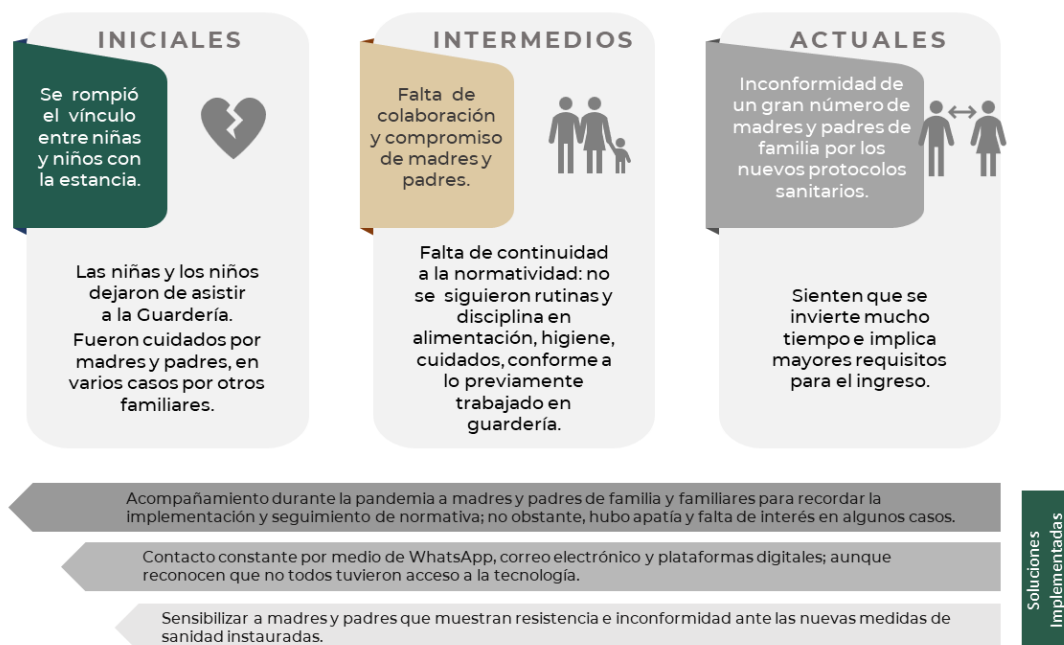 INICIALES
Se rompió
el vínculo
entre niñas
y niños con
la estancia.
Las niñas y los niños
dejaron de asistir
a la Guardería.
Fueron cuidados por
madres y padres, en
varios casos por otros
familiares.
INTERMEDIOS
Falta de
colaboración
y compromiso
de madres y
padres.
Falta de continuidad
a la normatividad: no
se siguieron rutinas y
disciplina en
alimentación, higiene,
cuidados, conforme a
lo previamente
trabajado en
guardería.
ACTUALES
Inconformidad de
un gran número de
madres y padres de
familia por los
nuevos protocolos
sanitarios.
Sienten que se
invierte mucho
tiempo e implica
mayores requisitos
para el ingreso.
Acompañamiento durante la pandemia a madres y padres de familia y familiares para recordar la
implementación y seguimiento de normativa; no obstante, hubo apatía y falta de interés en algunos casos.
Contacto constante por medio de WhatsApp, correo electrónico y plataformas digitales; aunque
reconocen que no todos tuvieron acceso a la tecnología.
Sensibilizar a madres y padres que muestran resistencia e inconformidad ante las nuevas medidas de
sanidad instauradas.
Soluciones
Implementadas